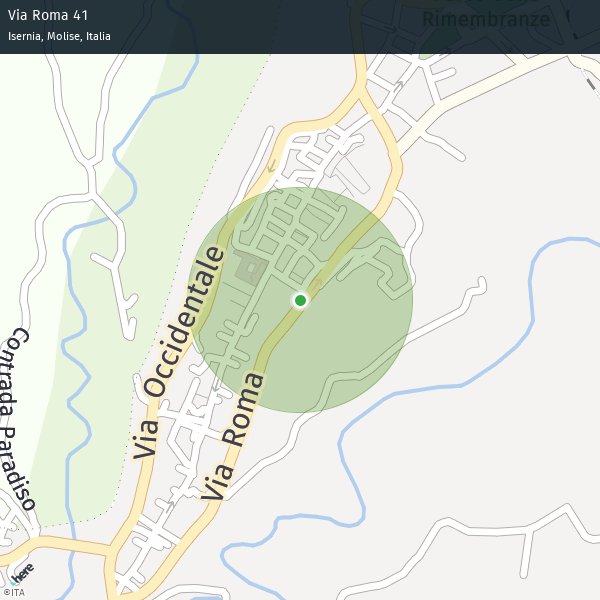 Via Roma 41
Isernia, Molise, Italia
Rimembranze
Via Occidentale
Via Roma
Contrada Paradiso
here
©ITA